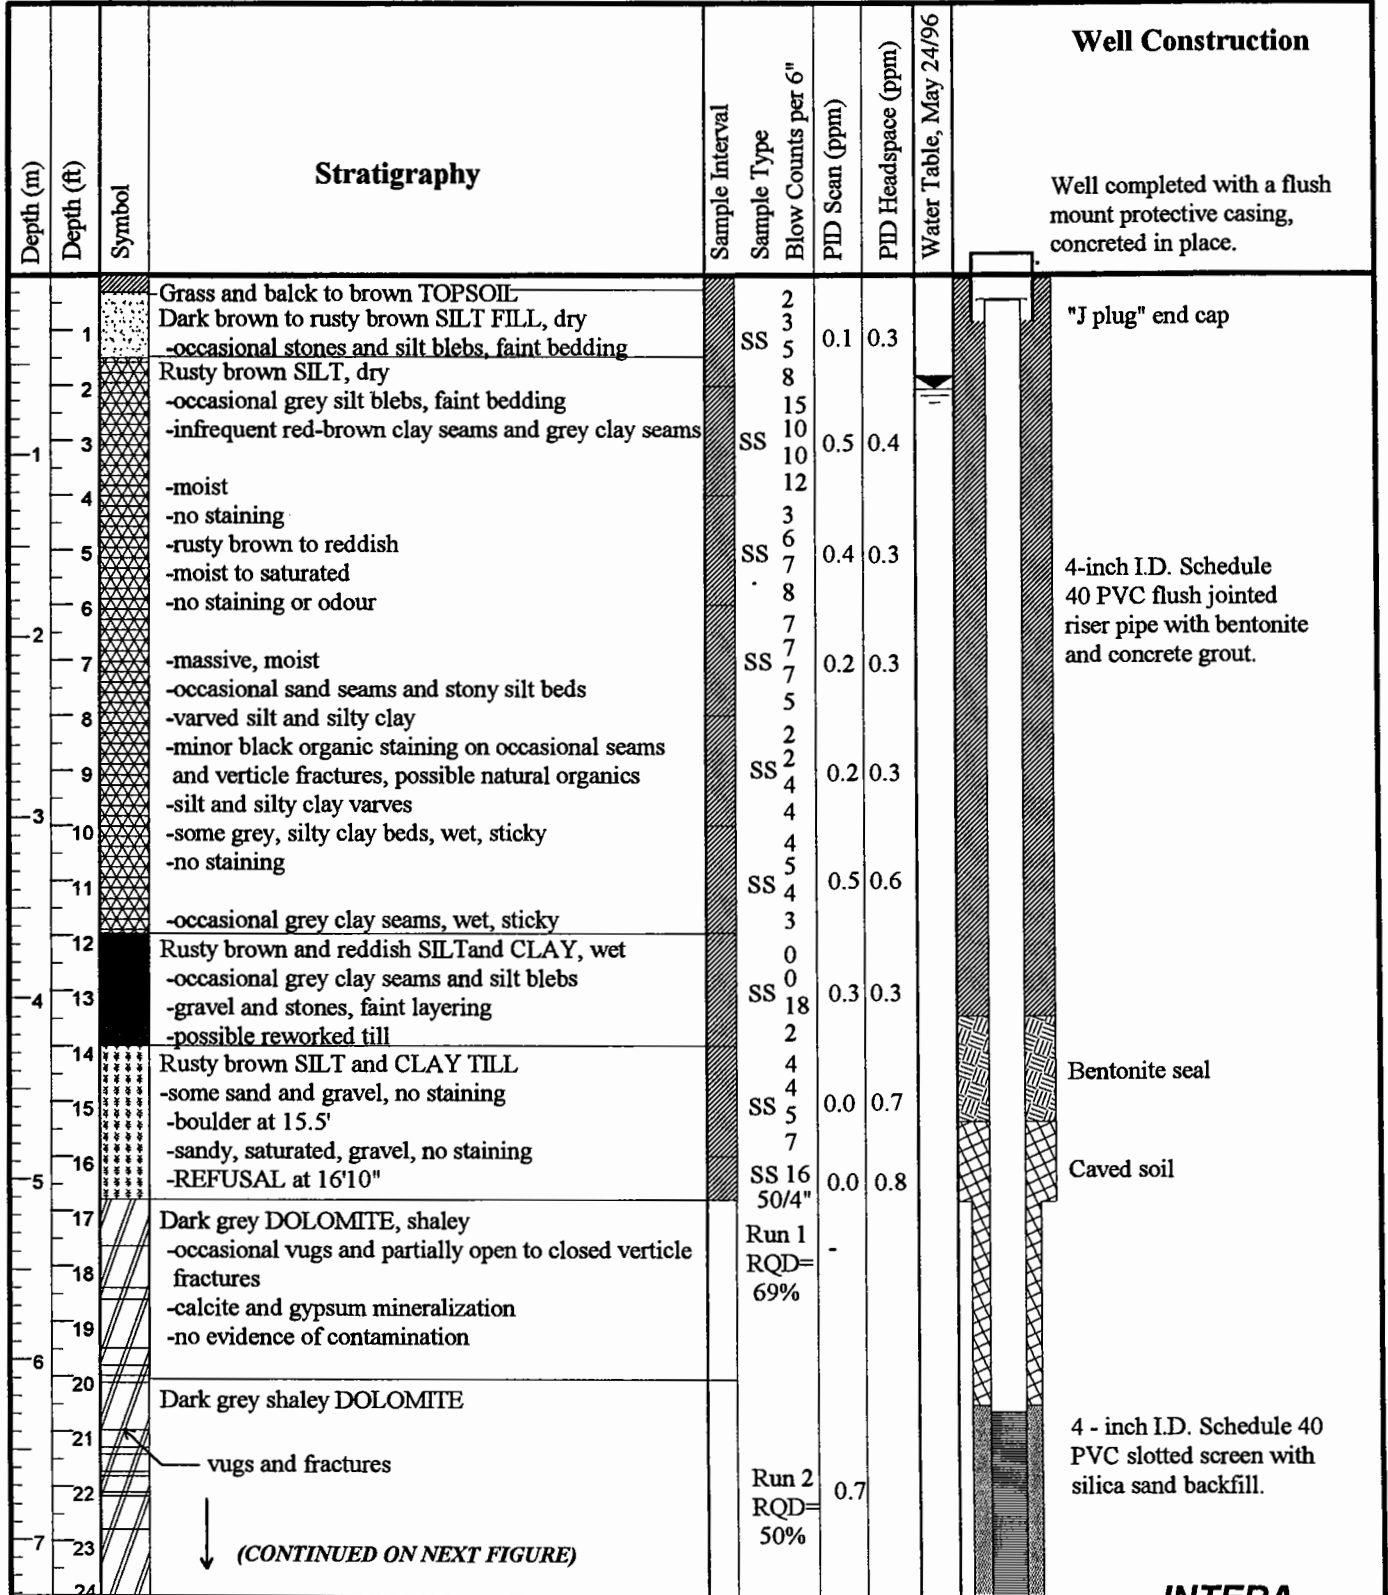 Well Construction
Depth (m)
Depth (ft)
Symbol
Stratigraphy
Sample Interval
Sample Type
Blow Counts per 6"
PID Scan (ppm)
PID Headspace (ppm)
Water Table, May 24/96
Well completed with a flush
mount protective casing,
concreted in place.
Grass and balck to brown TOPSOIL
Dark brown to rusty brown SILT FILL, dry
-occasional stones and silt blebs, faint bedding
Rusty brown SILT, dry
-occasional grey silt blebs, faint bedding
-infrequent red-brown clay seams and grey clay seams
-moist
-no staining
-rusty brown to reddish
-moist to saturated
-no staining or odour
-massive, moist
-occasional sand seams and stony silt beds
-varved silt and silty clay
-minor black organic staining on occasional seams
and verticle fractures, possible natural organics
-silt and silty clay varves
-some grey, silty clay beds, wet, sticky
-no staining
-occasional grey clay seams, wet, sticky
Rusty brown and reddish SILTand CLAY, wet
-occasional grey clay seams and silt blebs
-gravel and stones, faint layering
-possible reworked till
Rusty brown SILT and CLAY TILL
-some sand and gravel, no staining
-boulder at 15.5'
-sandy, saturated, gravel, no staining
-REFUSAL at 16'10"
Dark grey DOLOMITE, shaley
-occasional vugs and partially open to closed verticle
fractures
-calcite and gypsum mineralization
-no evidence of contamination
Dark grey shaley DOLOMITE
vugs and fractures
(CONTINUED ON NEXT FIGURE)
1
2
3
4
5
6
7
1
2
3
4
5
6
7
8
9
10
11
12
13
14
15
16
17
18
19
20
21
22
23
24
2
3
SS 0.1 0.3
5
8
15
10
SS 0.5 0.4
10
12
3
6
SS 0.4 0.3
7
8
7
7
SS 0.2 0.3
7
5
2
2
SS 0.2 0.3
4
4
4
5
SS 4 0.5 0.6
3
0
0
SS 0.3 0.3
18
2
4
4
SS 0.0 0.7
5
7
SS 16 0.0 0.8
50/4"
Run 1
RQD= -
69%
Run 2 0.7
RQD=
50%
"J plug" end cap
4-inch I.D. Schedule
40 PVC flush jointed
riser pipe with bentonite
and concrete grout.
Bentonite seal
Caved soil
4 - inch I.D. Schedule 40
PVC slotted screen with
silica sand backfill.
INTERA